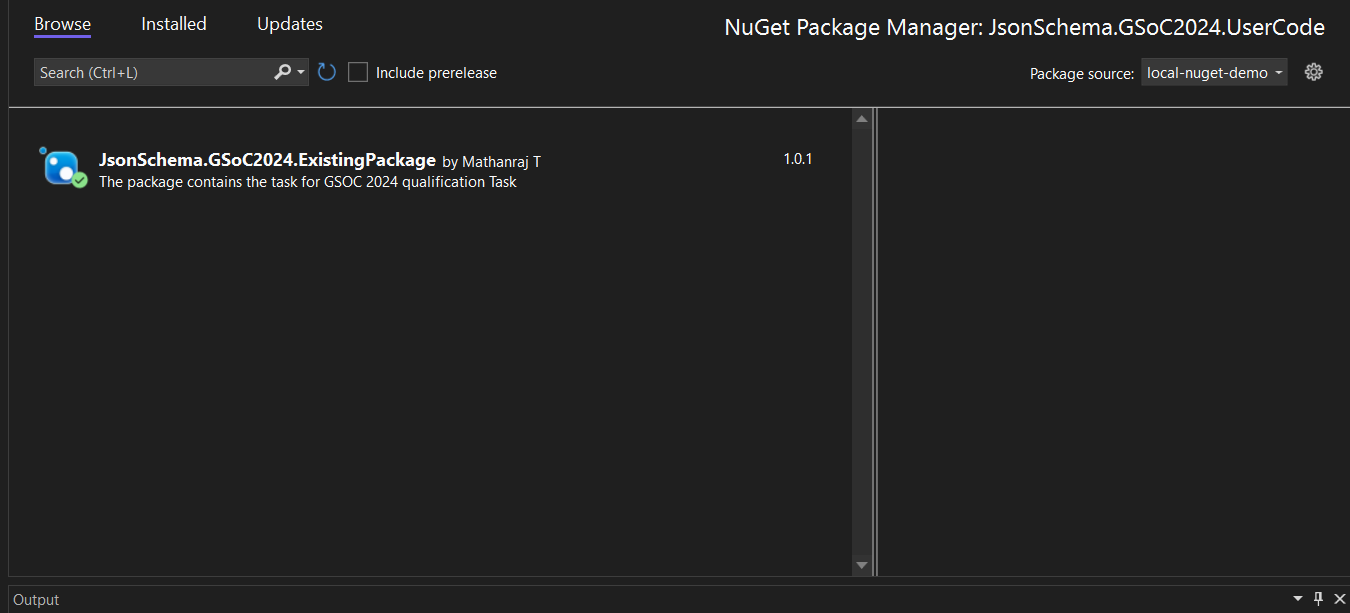 Browse Installed Updates
NuGet Package Manager: JsonSchema.GSoC2024.UserCode
Search (Ctrl+L) Include prerelease Package source: local-nuget-demo
JsonSchema.GSoC2024.ExistingPackage by Mathanraj T 1.0.1
The package contains the task for GSOC 2024 qualification Task
Output